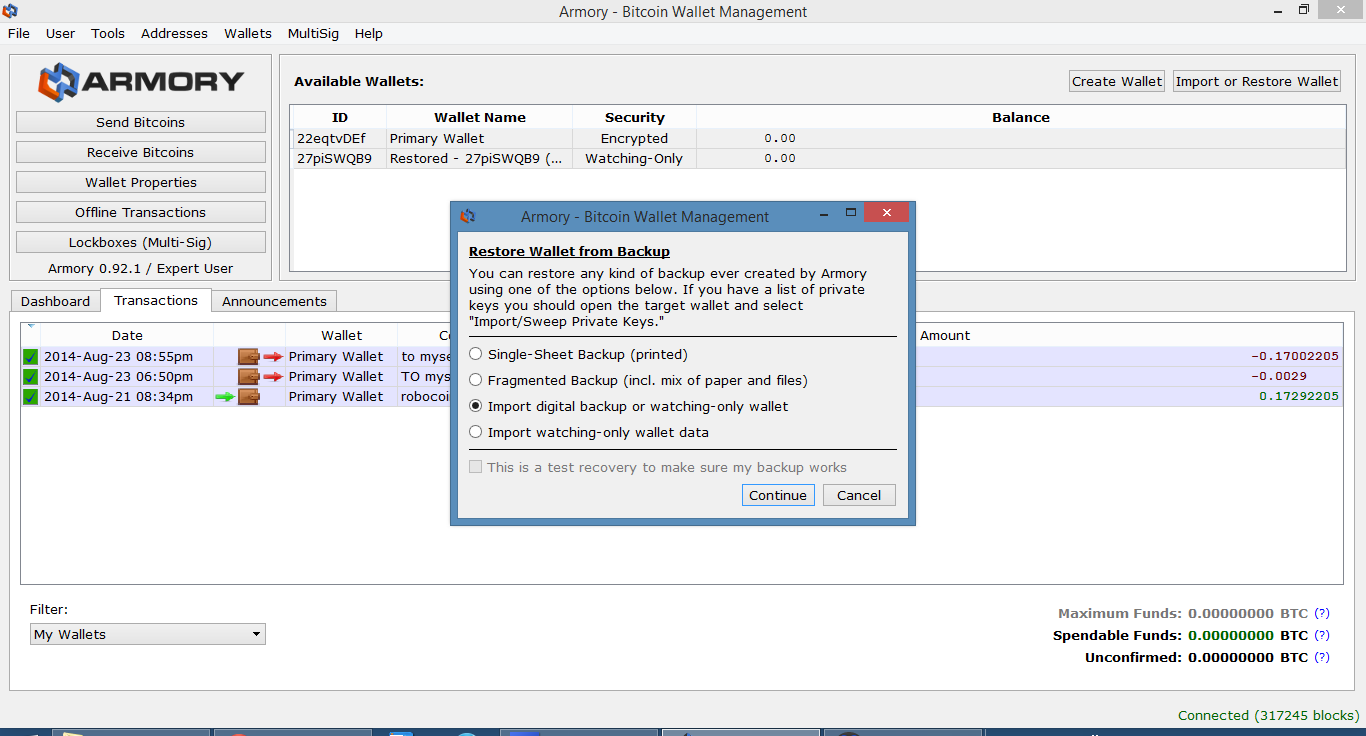 Armory - Bitcoin Wallet Management
File User Tools Addresses Wallets MultiSig Help
ARMORY
Send Bitcoins
Receive Bitcoins
Wallet Properties
Offline Transactions
Lockboxes (Multi-Sig)
Armory 0.92.1 / Expert User
Available Wallets:
Create Wallet
Import or Restore Wallet
ID Wallet Name Security Balance
22eqtvDEf Primary Wallet Encrypted 0.00
27piSWQB9 Restored - 27piSWQB9 (... Watching-Only 0.00
Armory - Bitcoin Wallet Management
Restore Wallet from Backup
You can restore any kind of backup ever created by Armory
using one of the options below. If you have a list of private
keys you should open the target wallet and select
"Import/Sweep Private Keys."
Single-Sheet Backup (printed)
Fragmented Backup (incl. mix of paper and files)
Import digital backup or watching-only wallet
Import watching-only wallet data
This is a test recovery to make sure my backup works
Continue Cancel
Dashboard Transactions Announcements
Date Wallet C Amount
2014-Aug-23 08:55pm Primary Wallet to myse -0.17002205
2014-Aug-23 06:50pm Primary Wallet TO mys -0.0029
2014-Aug-21 08:34pm Primary Wallet roboco 0.17292205
Filter:
My Wallets
Maximum Funds: 0.00000000 BTC (?)
Spendable Funds: 0.00000000 BTC (?)
Unconfirmed: 0.00000000 BTC (?)
Connected (317245 blocks)